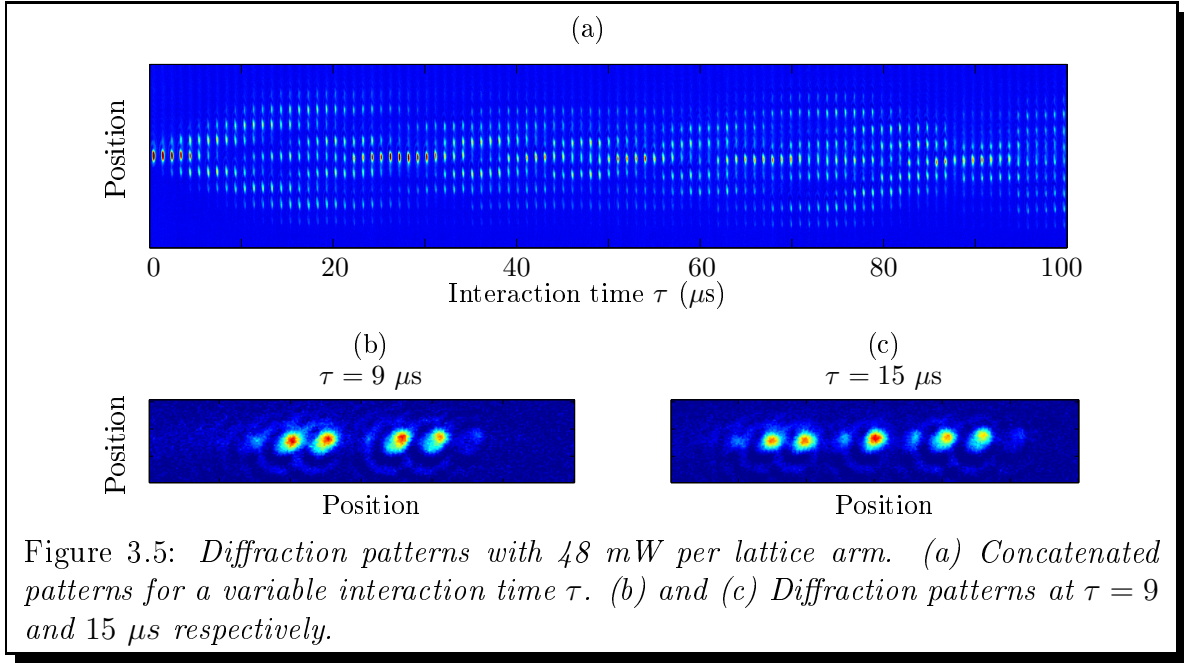 (a)
Position
0 20 40 60 80 100
Interaction time τ (μs)
(b)
τ = 9 μs
(c)
τ = 15 μs
Position
Position
Position
Figure 3.5: Diffraction patterns with 48 mW per lattice arm. (a) Concatenated
patterns for a variable interaction time τ. (b) and (c) Diffraction patterns at τ = 9
and 15 μs respectively.